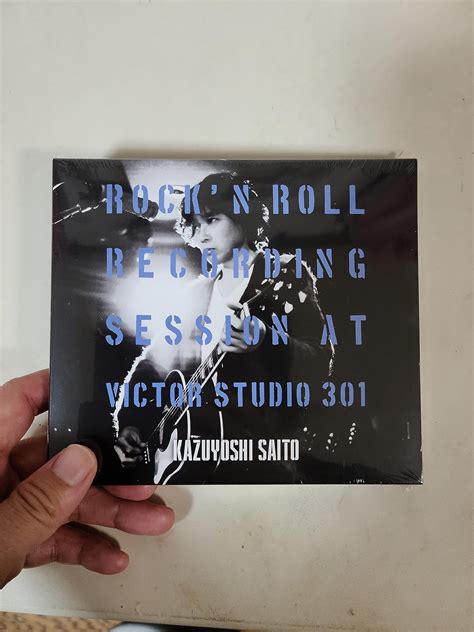 ROCK'N ROLL
RECORDING
SESSION AT
VICTOR STUDIO 301
KAZUYOSHI SAITO